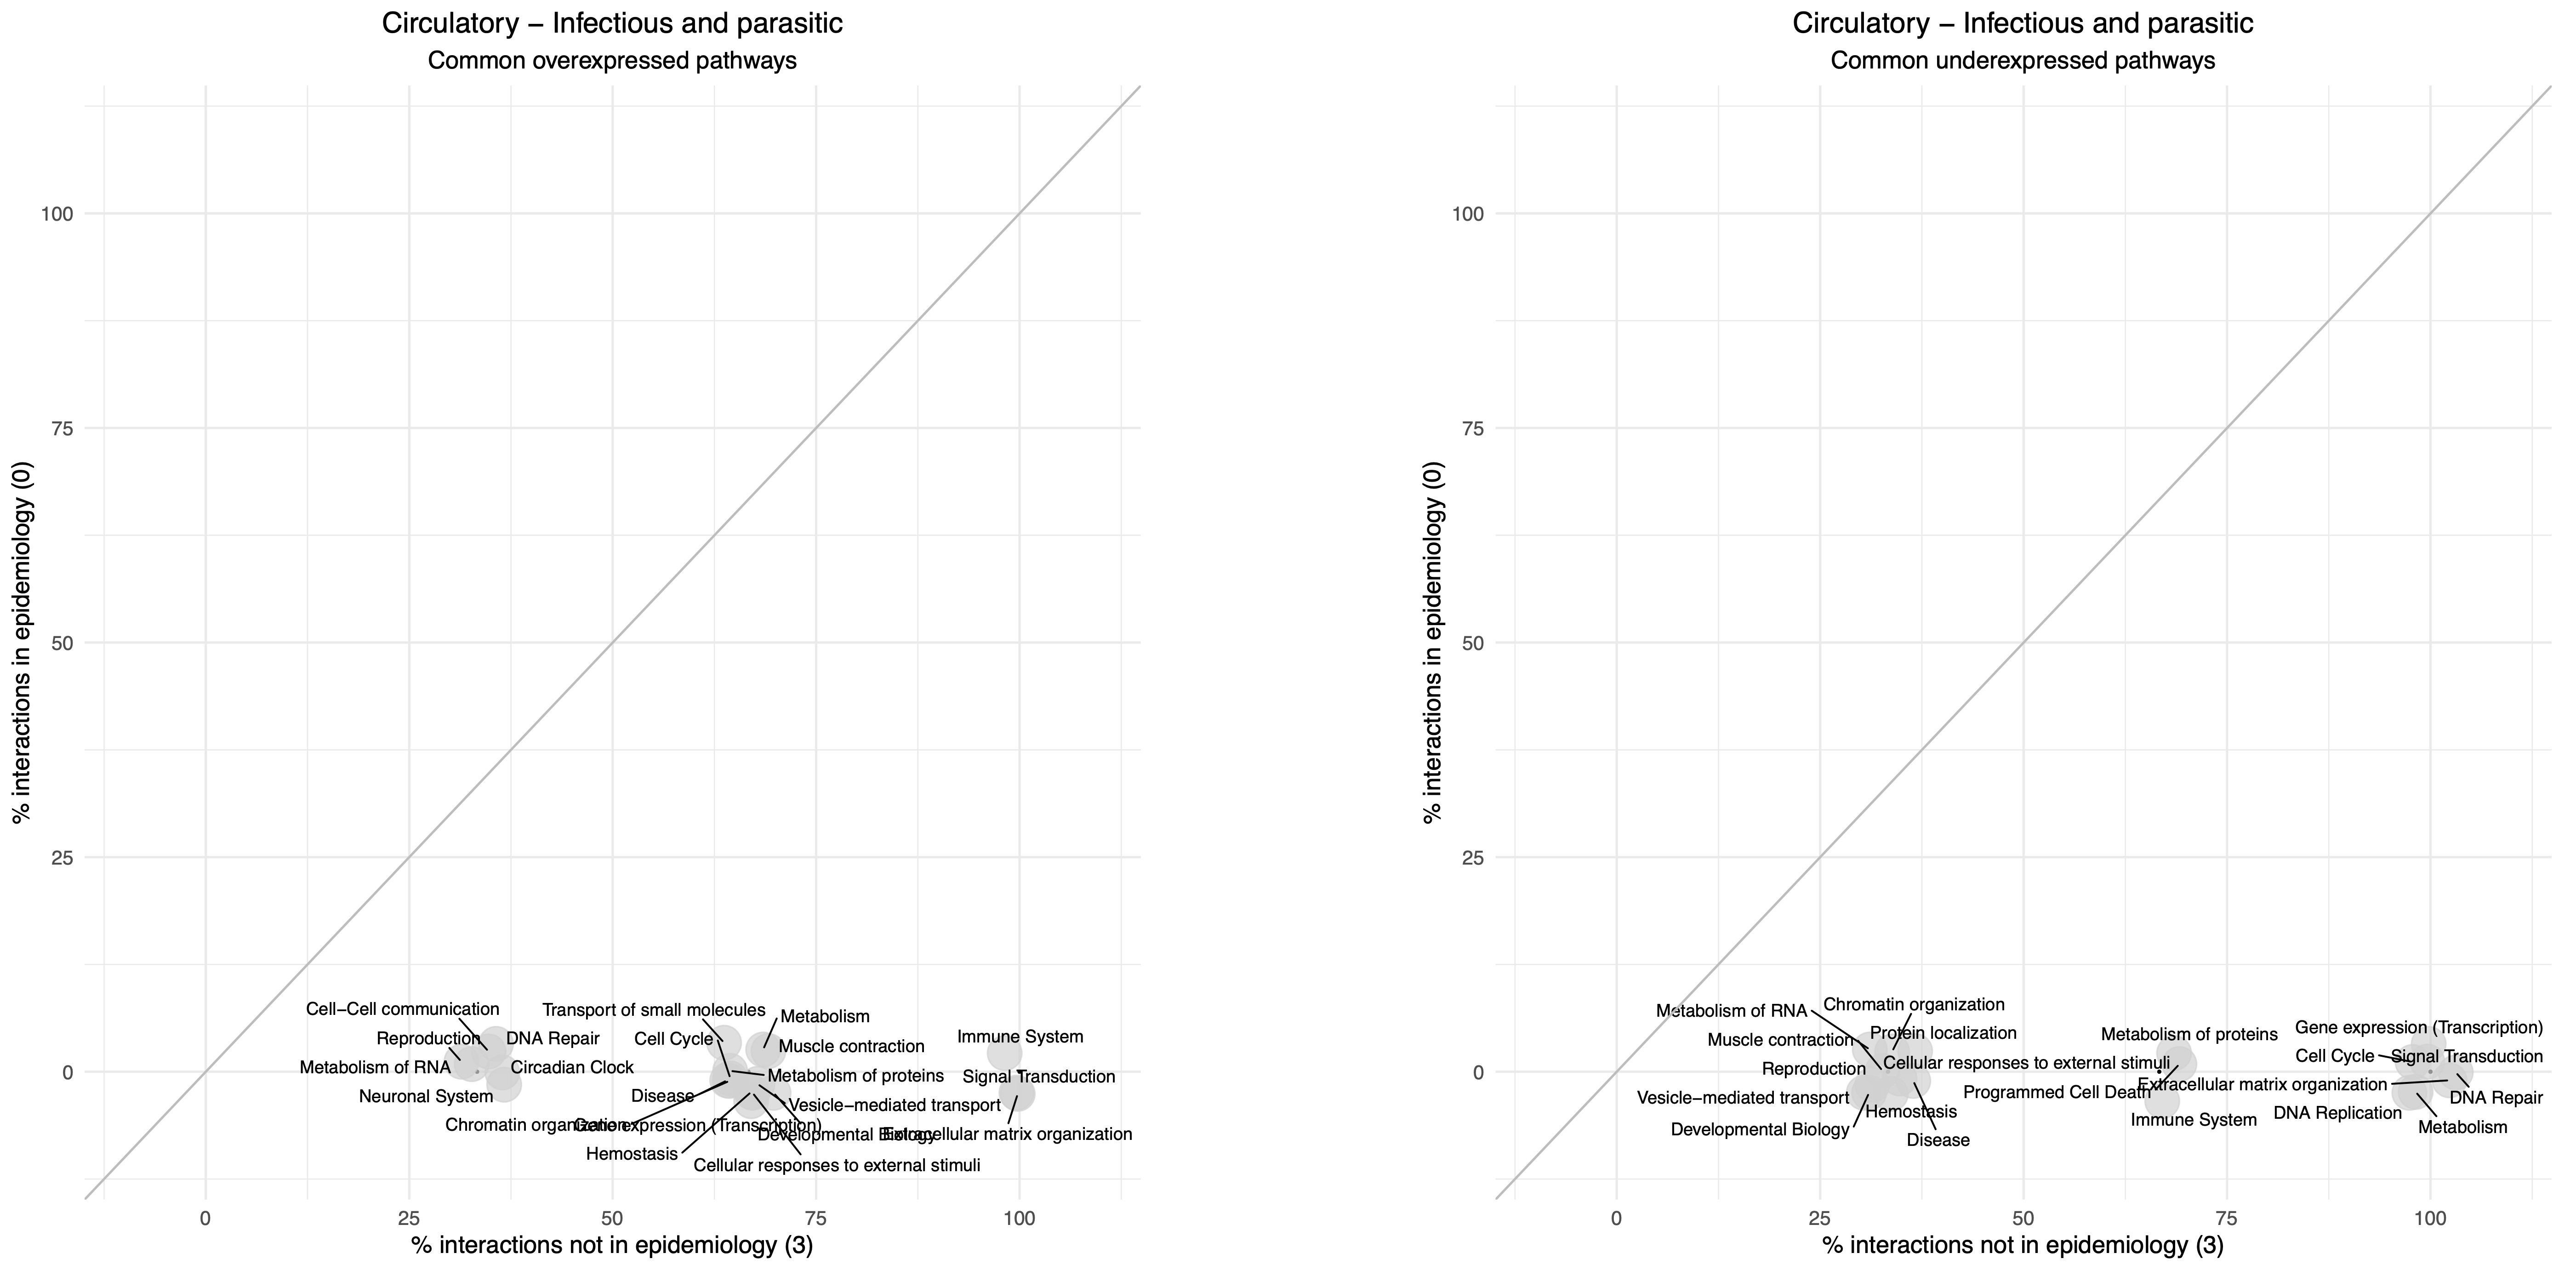 Circulatory – Infectious and parasitic
Common overexpressed pathways
% interactions in epidemiology (0)
100
75
50
25
0
Cell−Cell communication
Reproduction
DNA Repair
Metabolism of RNA
Circadian Clock
Neuronal System
Transport of small molecules
Metabolism
Cell Cycle
Muscle contraction
Metabolism of proteins
Disease
Vesicle−mediated transport
Chromatin organization
Gene expression (Transcription)
Developmental Biology
Extracellular matrix organization
Hemostasis
Cellular responses to external stimuli
Immune System
Signal Transduction
0
25
50
75
100
% interactions not in epidemiology (3)
Circulatory – Infectious and parasitic
Common underexpressed pathways
% interactions in epidemiology (0)
100
75
50
25
0
Metabolism of RNA
Chromatin organization
Muscle contraction
Protein localization
Reproduction
Cellular responses to external stimuli
Vesicle−mediated transport
Programmed Cell Death
Hemostasis
Developmental Biology
Disease
Metabolism of proteins
Immune System
Gene expression (Transcription)
Cell Cycle
Signal Transduction
Extracellular matrix organization
DNA Repair
DNA Replication
Metabolism
0
25
50
75
100
% interactions not in epidemiology (3)